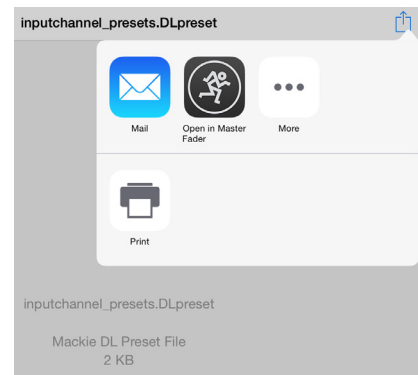 inputchannel_presets.DLpreset
Mail
Open in Master
Fader
More
Print
inputchannel_presets.DLpreset
Mackie DL Preset File
2 KB